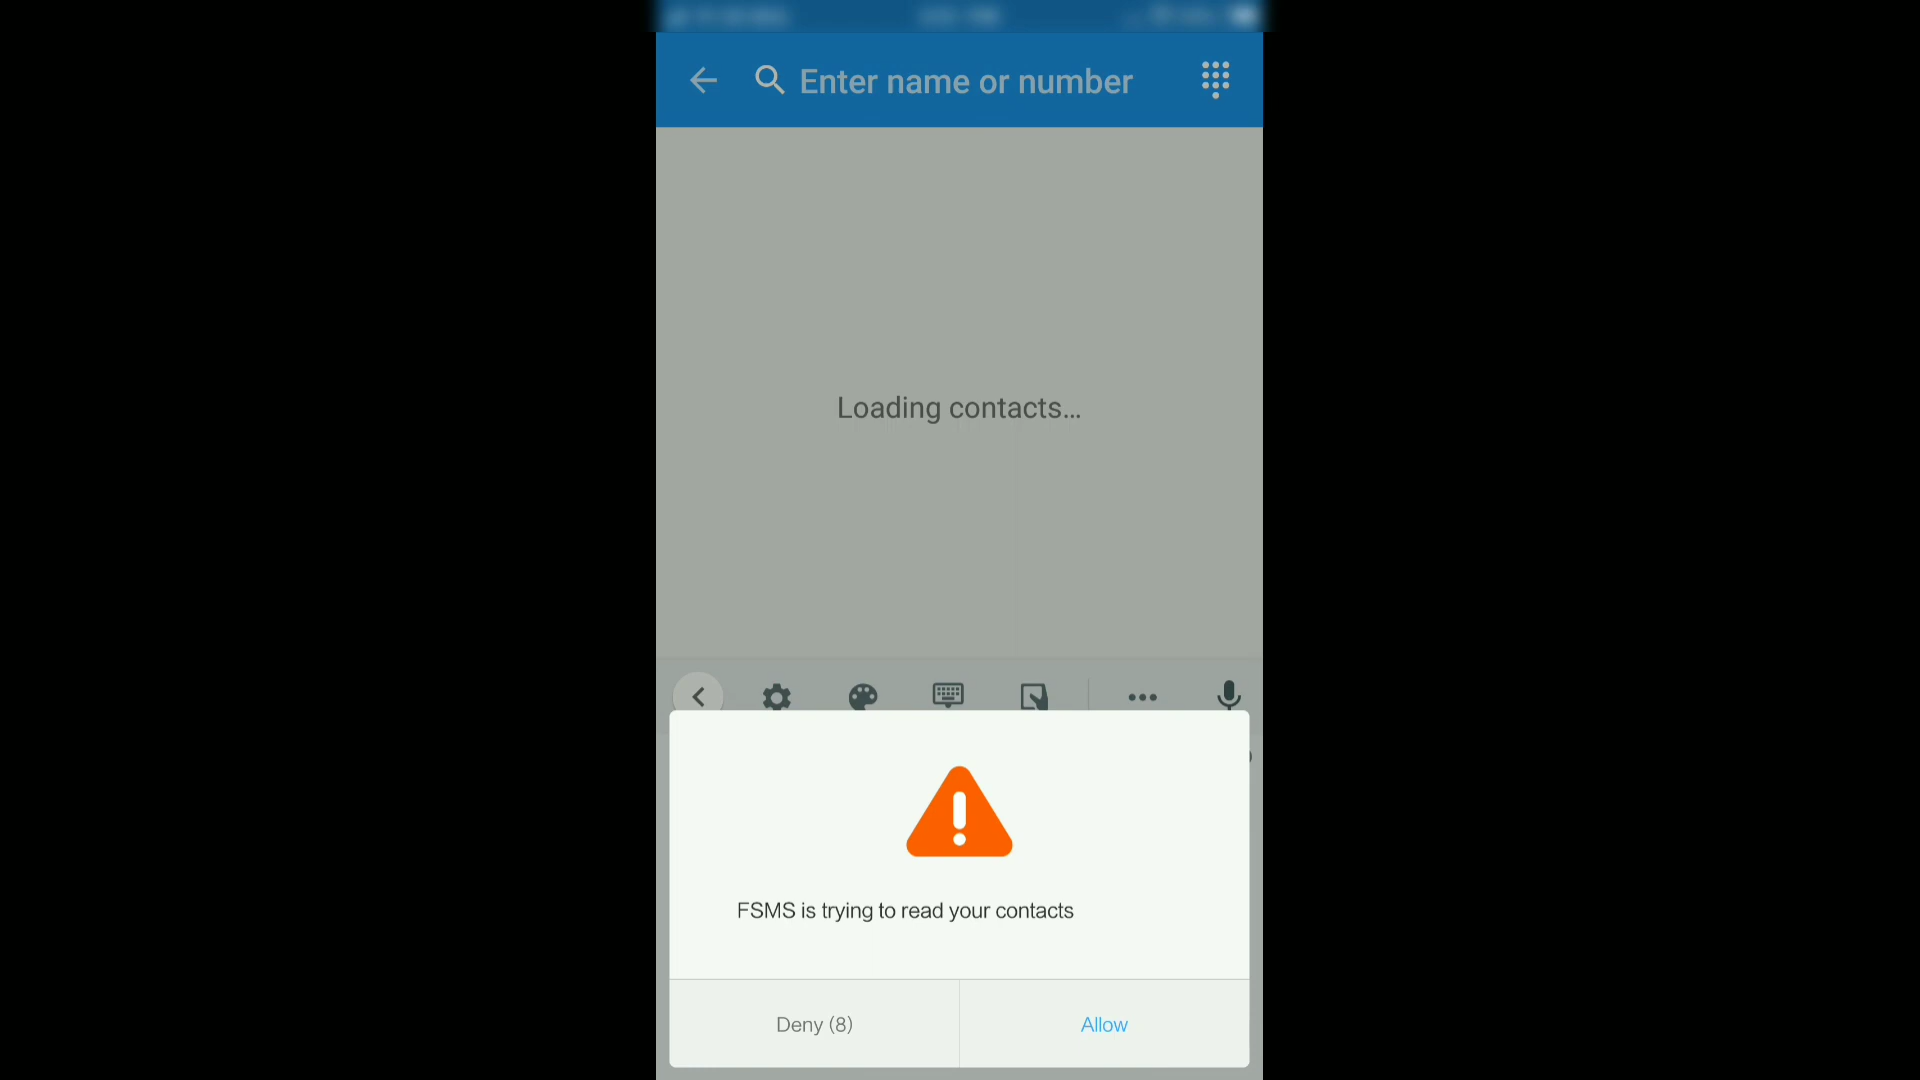 Enter name or number
Loading contacts...
FSMS is trying to read your contacts
Deny (8)
Allow